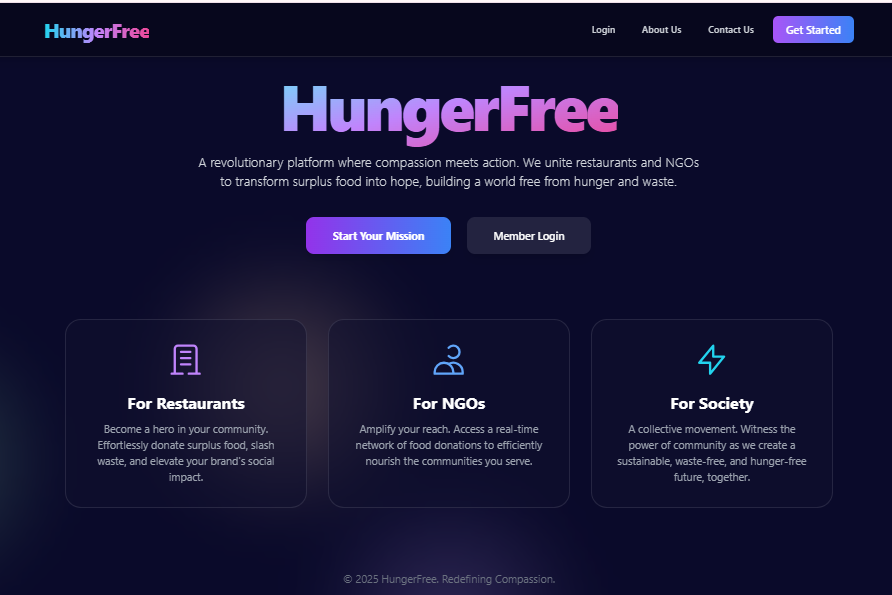 HungerFree
Login
About Us
Contact Us
Get Started
HungerFree
A revolutionary platform where compassion meets action. We unite restaurants and NGOs
to transform surplus food into hope, building a world free from hunger and waste.
Start Your Mission
Member Login
For Restaurants
Become a hero in your community.
Effortlessly donate surplus food, slash
waste, and elevate your brand's social
impact.
For NGOs
Amplify your reach. Access a real-time
network of food donations to efficiently
nourish the communities you serve.
For Society
A collective movement. Witness the
power of community as we create a
sustainable, waste-free, and hunger-free
future, together.
© 2025 HungerFree. Redefining Compassion.